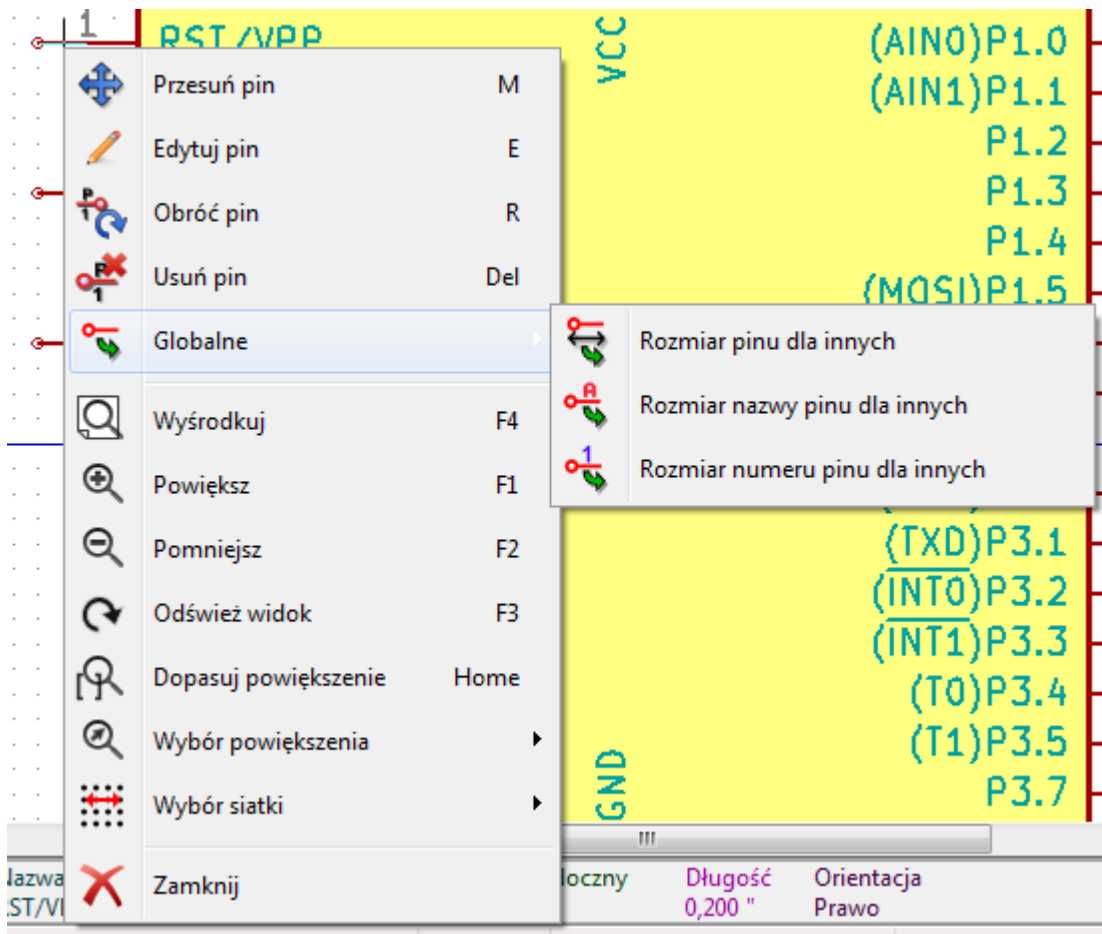 1
RST/VPP
VCC
(AIN0)P1.0
(AIN1)P1.1
P1.2
P1.3
P1.4
(MOSI)P1.5
Przesuń pin M
Edytuj pin E
Obróć pin R
Usuń pin Del
Globalne
Wyśrodkuj F4
Powiększ F1
Pomniejsz F2
Odśwież widok F3
Dopasuj powiększenie Home
Wybór powiększenia
Wybór siatki
Zamknij
Rozmiar pinu dla innych
Rozmiar nazwy pinu dla innych
Rozmiar numeru pinu dla innych
(TXD)P3.1
(INT0)P3.2
(INT1)P3.3
(T0)P3.4
(T1)P3.5
P3.7
GND
Długość
0,200 "
Orientacja
Prawo